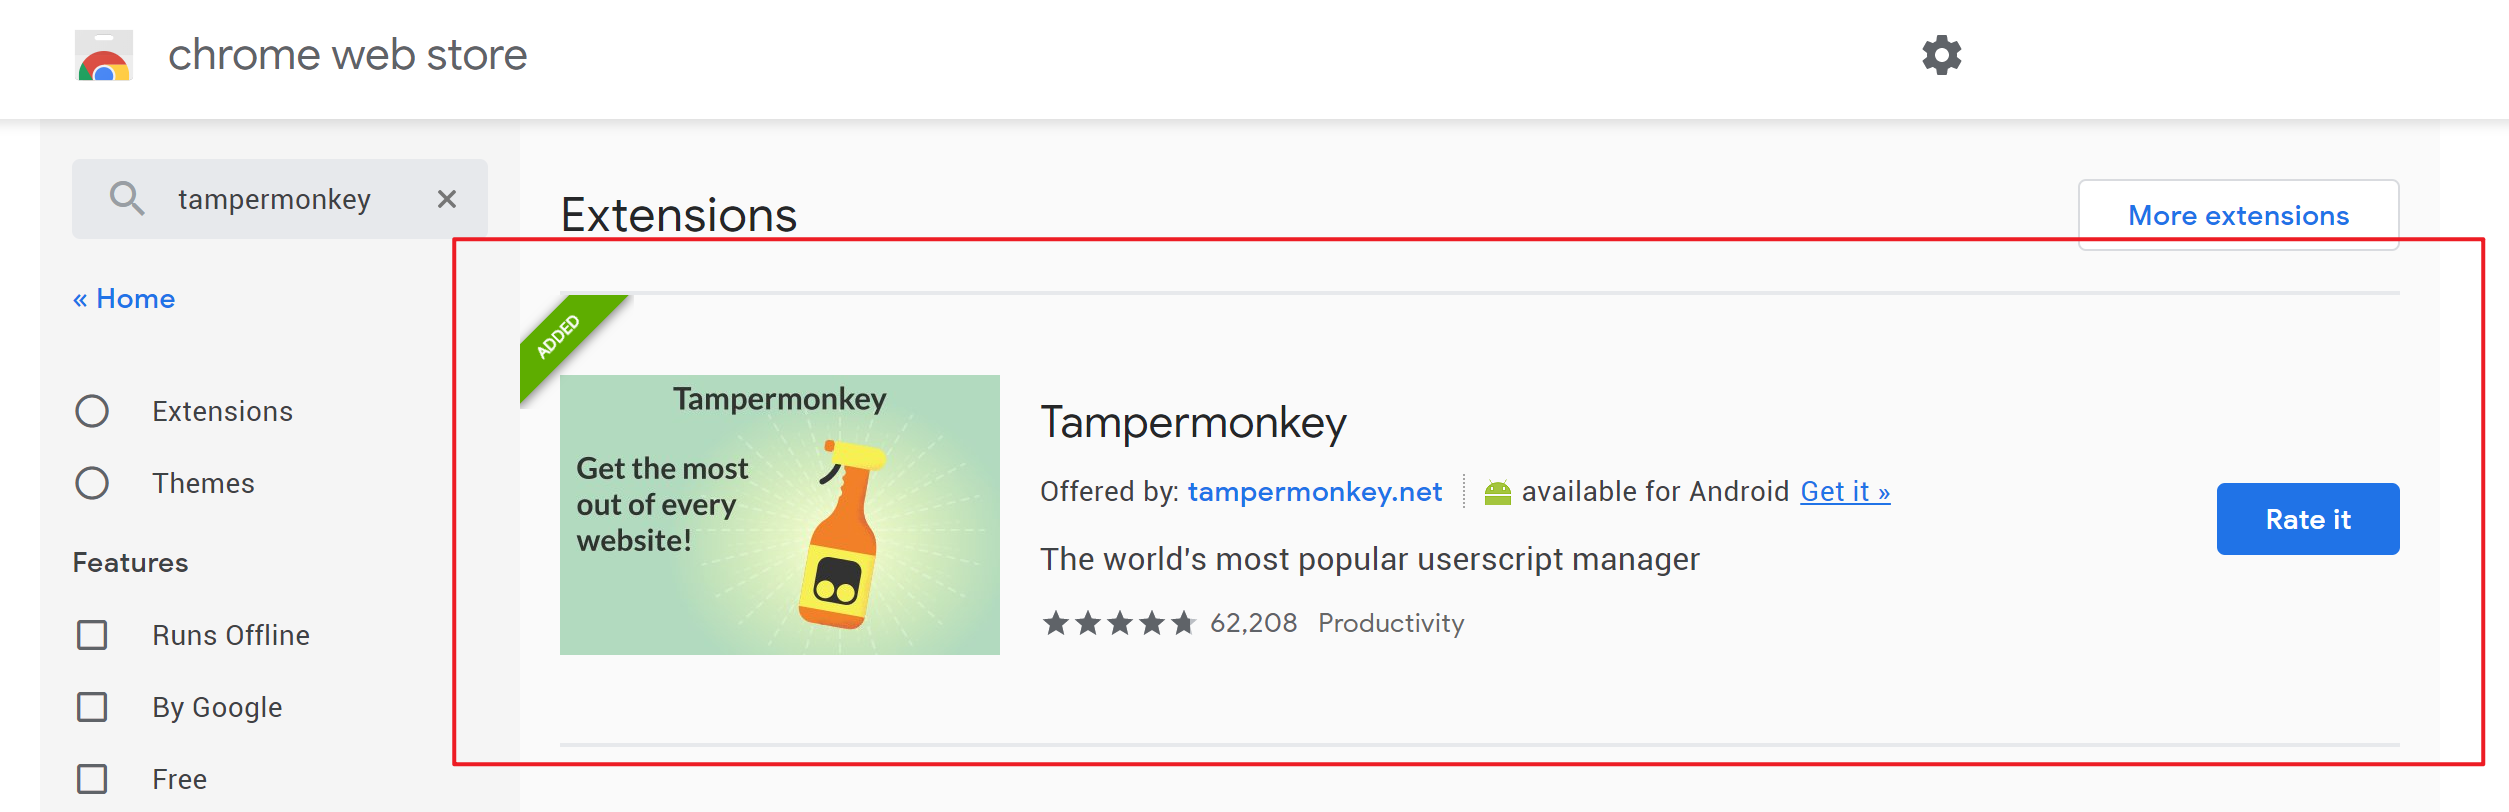 chrome web store
tampermonkey
« Home
Extensions
Themes
Features
Runs Offline
By Google
Free
Extensions
More extensions
ADDED
Tampermonkey
Get the most
out of every
website!
Tampermonkey
Offered by: tampermonkey.net
available for Android Get it »
The world's most popular userscript manager
62,208 Productivity
Rate it